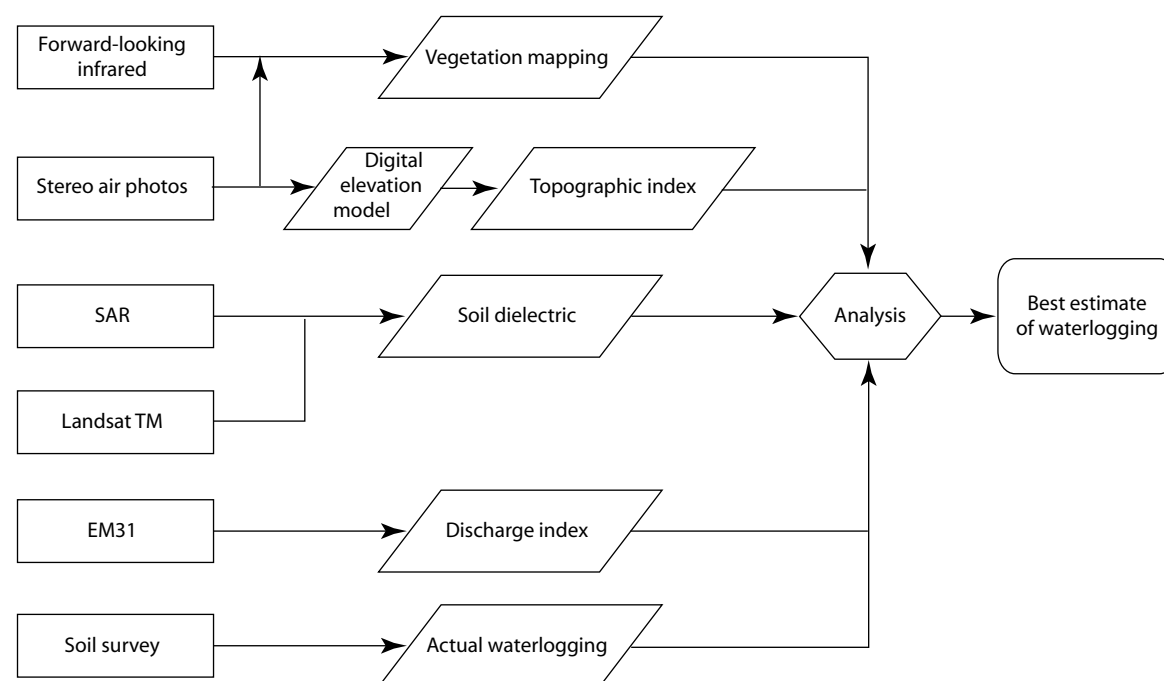 Forward-looking
infrared
Vegetation mapping
Stereo air photos
Digital
elevation
model
Topographic index
SAR
Soil dielectric
Analysis
Best estimate
of waterlogging
Landsat TM
EM31
Discharge index
Soil survey
Actual waterlogging